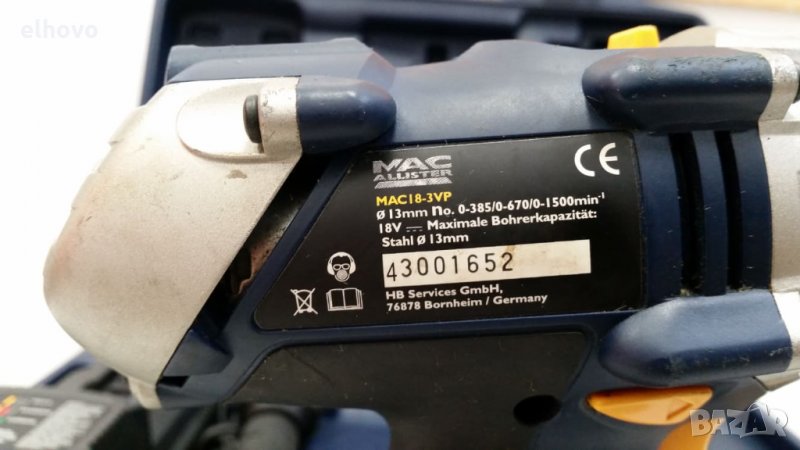 elhovo
MAC
ALLISTER
CE
MAC18-3VP
Ø 13mm no. 0-385/0-670/0-1500min⁻¹
18V ⎓ Maximale Bohrerkapazität:
Stahl Ø 13mm
43001652
HB Services GmbH,
76878 Bornheim / Germany
BAZAR